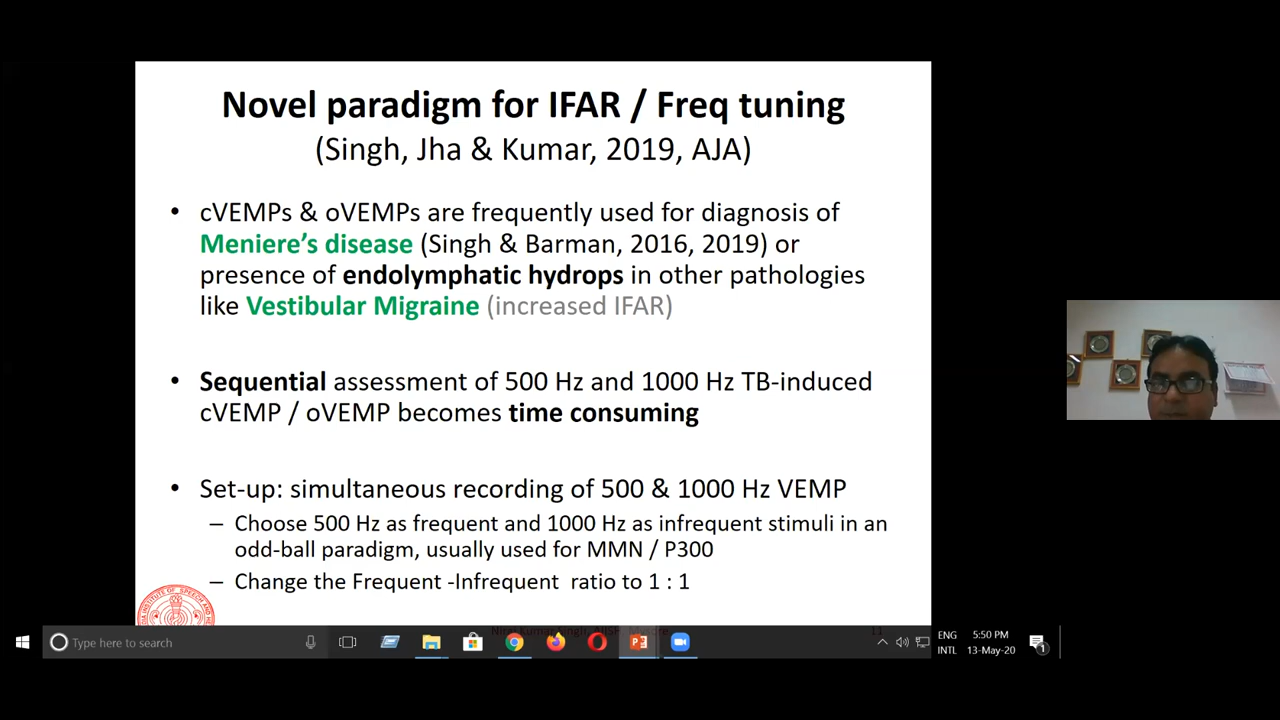 Novel paradigm for IFAR / Freq tuning
(Singh, Jha & Kumar, 2019, AJA)
• cVEMPs & oVEMPs are frequently used for diagnosis of
Meniere's disease (Singh & Barman, 2016, 2019) or
presence of endolymphatic hydrops in other pathologies
like Vestibular Migraine (increased IFAR)
• Sequential assessment of 500 Hz and 1000 Hz TB-induced
cVEMP / oVEMP becomes time consuming
• Set-up: simultaneous recording of 500 & 1000 Hz VEMP
– Choose 500 Hz as frequent and 1000 Hz as infrequent stimuli in an
odd-ball paradigm, usually used for MMN / P300
– Change the Frequent -Infrequent ratio to 1 : 1
Type here to search
ENG
INTL
5:50 PM
13-May-20
1